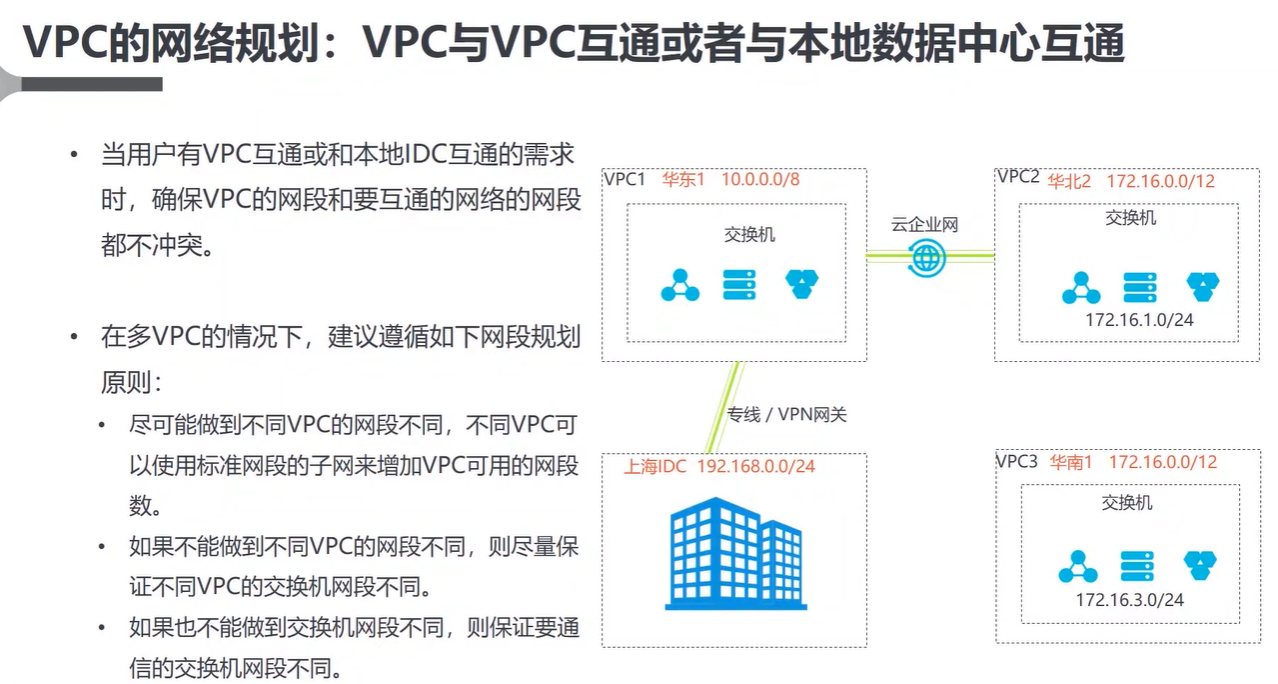 VPC的网络规划：VPC与VPC互通或者与本地数据中心互通
• 当用户有VPC互通或和本地IDC互通的需求
时，确保VPC的网段和要互通的网络的网段
都不冲突。
• 在多VPC的情况下，建议遵循如下网段规划
原则：
• 尽可能做到不同VPC的网段不同，不同VPC可
以使用标准网段的子网来增加VPC可用的网段
数。
• 如果不能做到不同VPC的网段不同，则尽量保
证不同VPC的交换机网段不同。
• 如果也不能做到交换机网段不同，则保证要通
信的交换机网段不同。
VPC1 华东1 10.0.0.0/8
交换机
云企业网
VPC2 华北2 172.16.0.0/12
交换机
172.16.1.0/24
专线 / VPN网关
上海IDC 192.168.0.0/24
VPC3 华南1 172.16.0.0/12
交换机
172.16.3.0/24